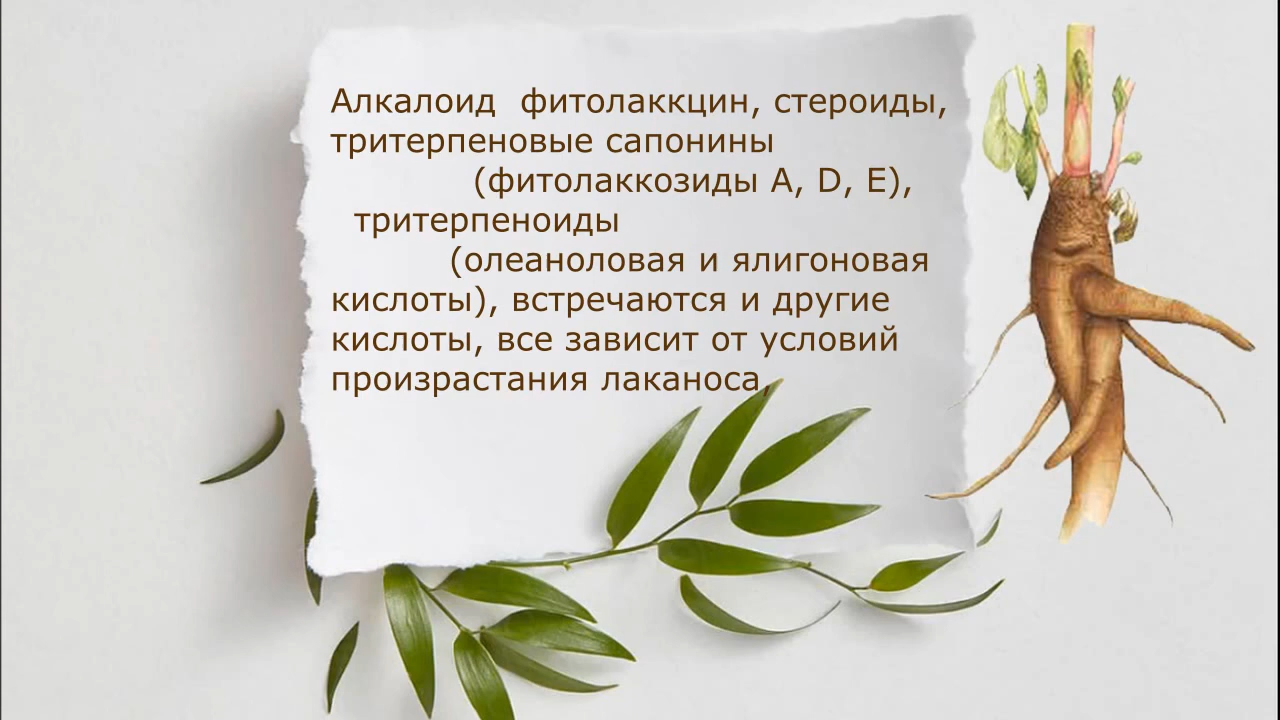 Алкалоид  фитолаккцин, стероиды,
тритерпеновые сапонины
(фитолаккозиды A, D, E),
тритерпеноиды
(олеаноловая и ялигоновая
кислоты), встречаются и другие
кислоты, все зависит от условий
произрастания лаканоса,